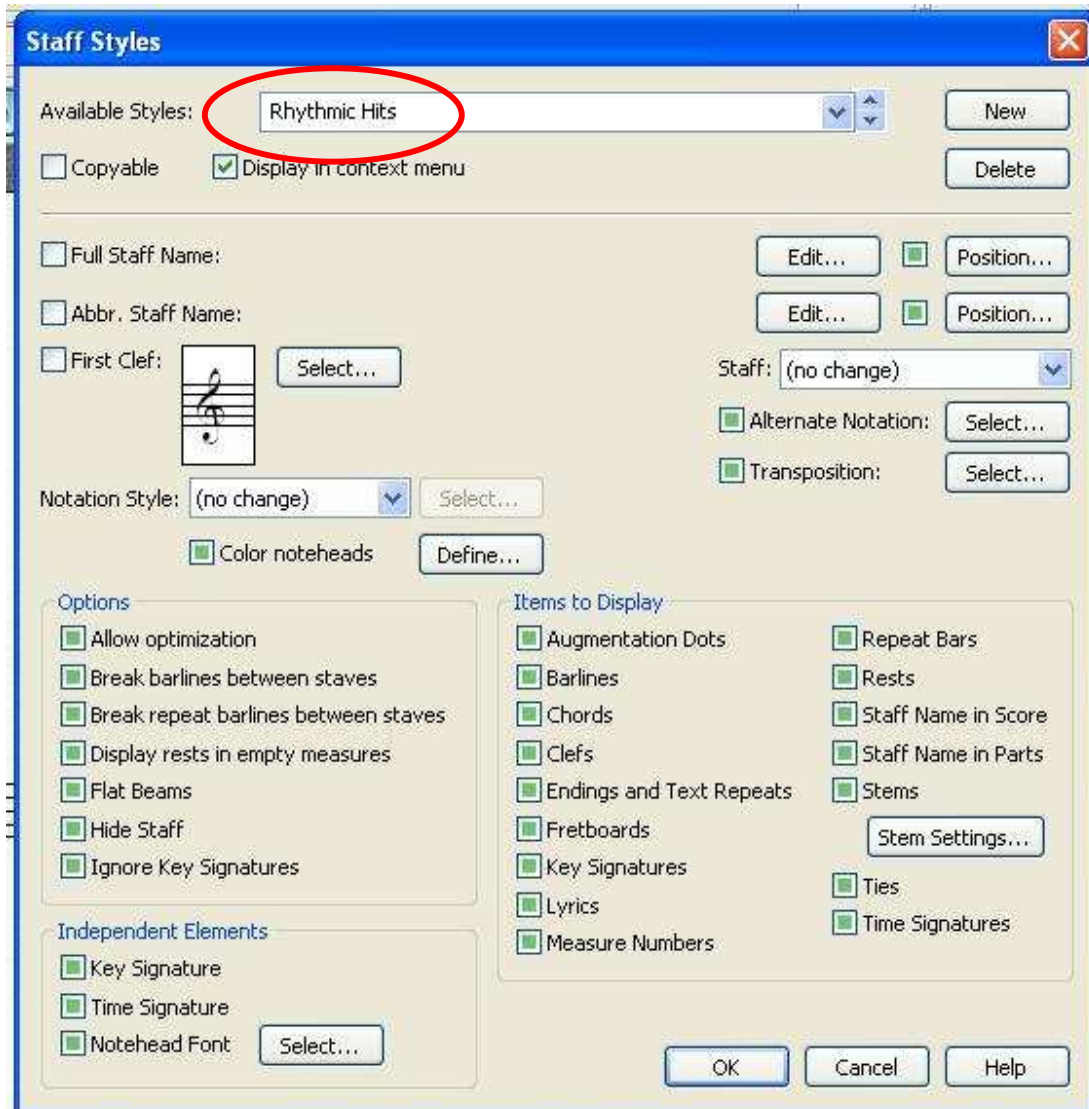 Staff Styles
Available Styles: Rhythmic Hits New
Copyable Display in context menu Delete
Full Staff Name: Edit... Position...
Abbr. Staff Name: Edit... Position...
First Clef: Select... Staff: (no change)
Alternate Notation: Select...
Transposition: Select...
Notation Style: (no change) Select...
Color noteheads Define...
Options
Allow optimization
Break barlines between staves
Break repeat barlines between staves
Display rests in empty measures
Flat Beams
Hide Staff
Ignore Key Signatures
Independent Elements
Key Signature
Time Signature
Notehead Font Select...
Items to Display
Augmentation Dots
Barlines
Chords
Clefs
Endings and Text Repeats
Fretboards
Key Signatures
Lyrics
Measure Numbers
Repeat Bars
Rests
Staff Name in Score
Staff Name in Parts
Stems
Stem Settings...
Ties
Time Signatures
OK Cancel Help